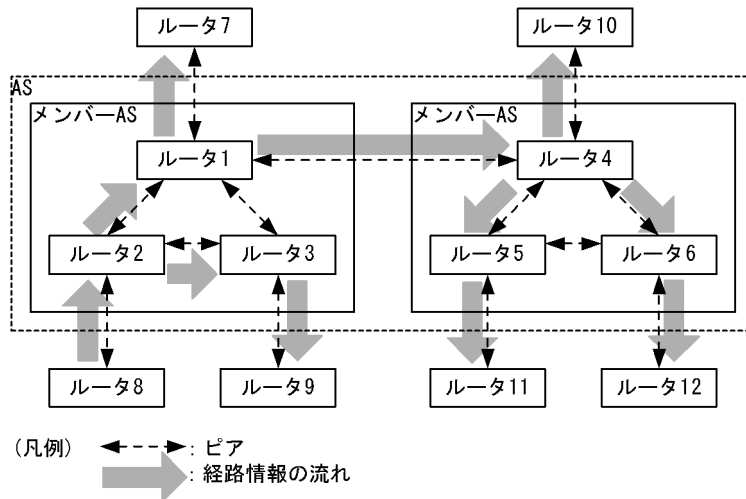 ルータ7
ルータ10
AS
メンバーAS
メンバーAS
ルータ1
ルータ4
ルータ2
ルータ3
ルータ5
ルータ6
ルータ8
ルータ9
ルータ11
ルータ12
(凡例)
: ピア
: 経路情報の流れ